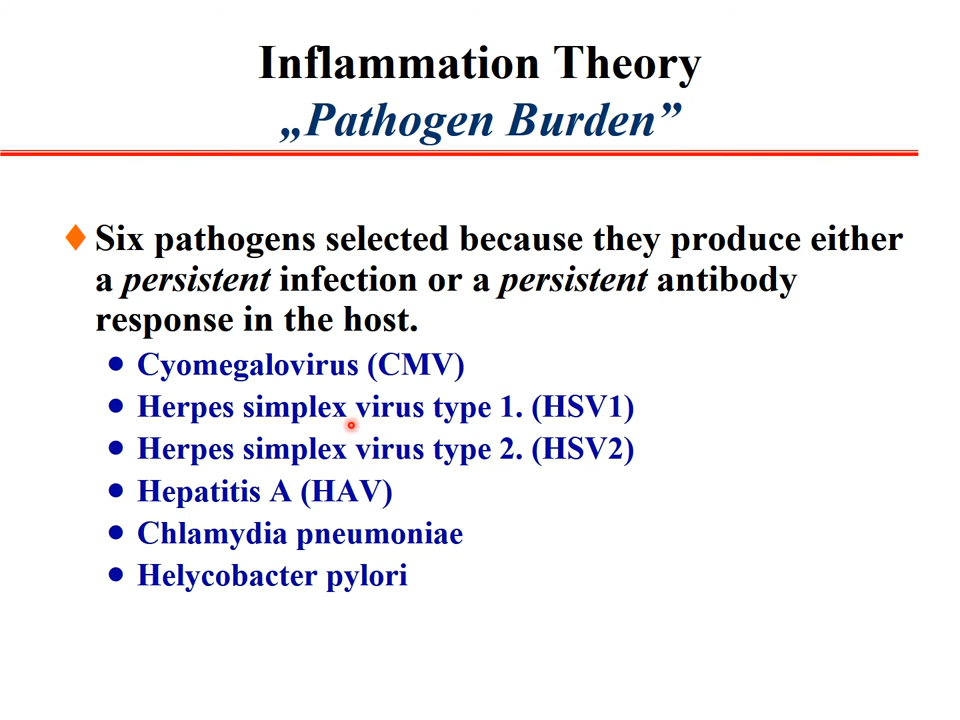 Inflammation Theory
„Pathogen Burden”
Six pathogens selected because they produce either
a persistent infection or a persistent antibody
response in the host.
Cyomegalovirus (CMV)
Herpes simplex virus type 1. (HSV1)
Herpes simplex virus type 2. (HSV2)
Hepatitis A (HAV)
Chlamydia pneumoniae
Helycobacter pylori